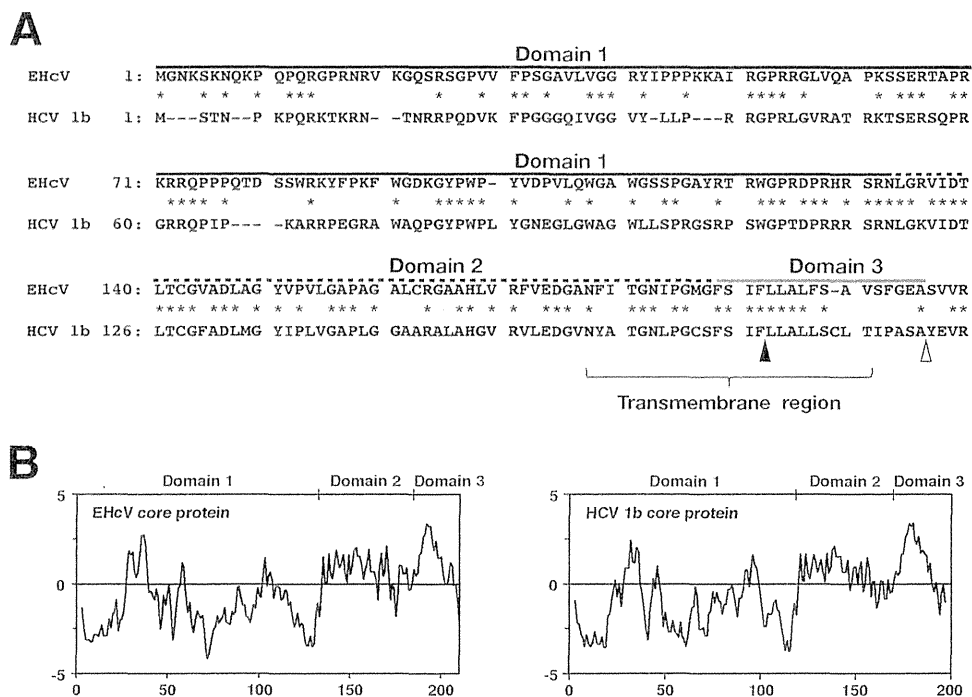 A
Domain 1
EHcV 1: MGNKSKNQKP QPQRGPRNRV KGQSRSGPVV FPSGAVLVGG RYIPPPKKAI RGPRRGLVQA PKSSERTAPR
* * * * *** * * ** * *** * * **** * * *** **
HCV 1b 1: M---STN--P KPQRKTKRN- -TNRRPQDVK FPGGGQIVGG VY-LLP---R RGPRLGVRAT RKTSERSQPR
Domain 1
EHcV 71: KRRQPPPQTD SSWRKYFPKF WGDKGYPWP- YVDPVLQWGA WGSSPGAYRT RWGPRDPRHR SRNLGRVIDT
**** * * * ***** * * * * ** * *** **** * ***** ****
HCV 1b 60: GRRQPIP--- -KARRPEGRA WAQPGYPWPL YGNEGLGWAG WLLSPRGSRP SWGPTDPRRR SRNLGKVIDT
Domain 2 Domain 3
EHcV 140: LTCGVADLAG YVPVLGAPAG ALCRGAAHLV RFVEDGANFI TGNIPGMGFS IFLLALFS-A VSFGEASVVR
**** *** * * * ***** * * * ** * * **** * *** ** ** ****** * * **
HCV 1b 126: LTCGFADLMG YIPLVGAPLG GAARALAHGV RVLEDGVNYA TGNLPGCSFS IFLLALLSCL TIPASAYEVR
Transmembrane region
B
Domain 1 Domain 2 Domain 3 Domain 1 Domain 2 Domain 3
5 5
EHcV core protein HCV 1b core protein
0 0
-5 -5
0 50 100 150 200 0 50 100 150 200